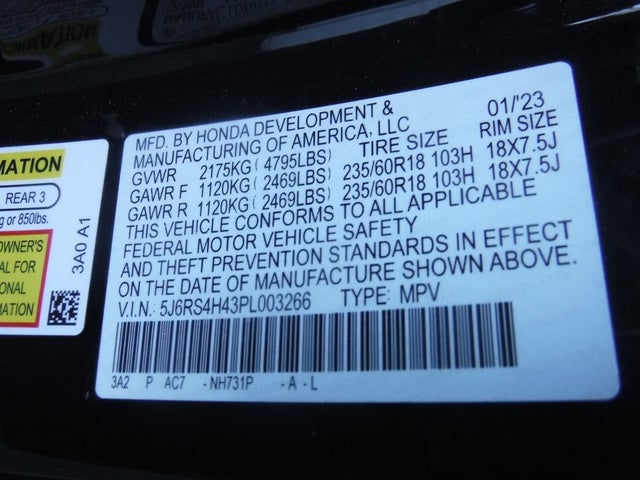 MATION
REAR 3
g or 850lbs.
OWNER'S
AL FOR
ONAL
MATION
3A0 A1
MFD. BY HONDA DEVELOPMENT & 01/'23
MANUFACTURING OF AMERICA, LLC
GVWR 2175KG ( 4795LBS) TIRE SIZE RIM SIZE
GAWR F 1120KG ( 2469LBS) 235/60R18 103H 18X7.5J
GAWR R 1120KG ( 2469LBS) 235/60R18 103H 18X7.5J
THIS VEHICLE CONFORMS TO ALL APPLICABLE
FEDERAL MOTOR VEHICLE SAFETY
AND THEFT PREVENTION STANDARDS IN EFFECT
ON THE DATE OF MANUFACTURE SHOWN ABOVE.
V.I.N.: 5J6RS4H43PL003266 TYPE: MPV
3A2 P AC7 - NH731P - A - L